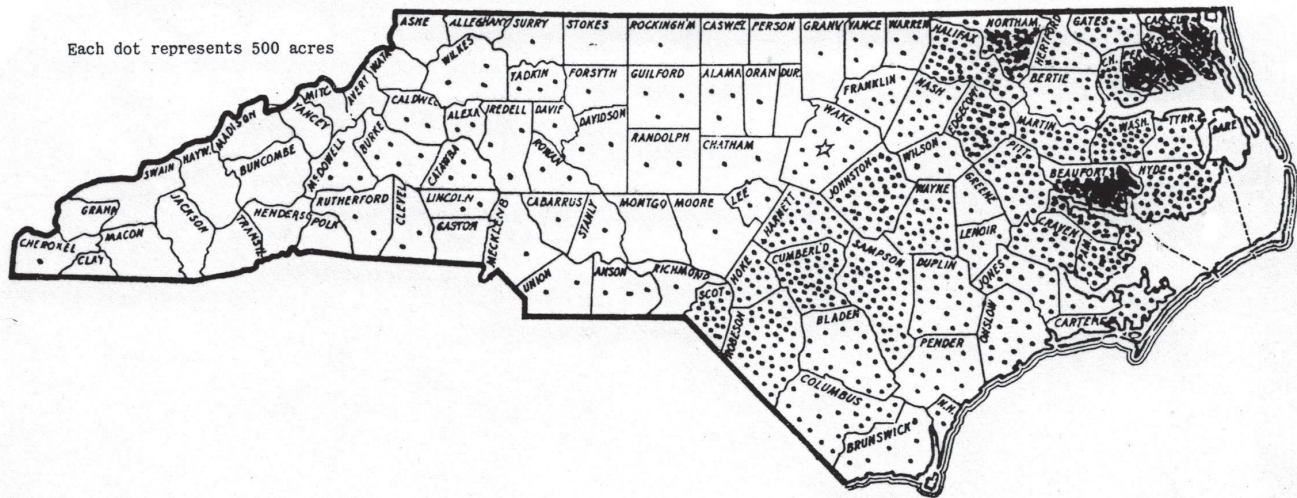 Each dot represents 500 acres
ASHE
ALLEGHANY
SURRY
STOKES
ROCKINGH'M
CASWEL
PERSON
GRANV
VANCE
WARREN
NORTHAM.
HERTFORD
GATES
HALIFAX
WATA
WILKES
YADKIN
FORSYTH
GUILFORD
ALAMA
ORAN
DUR.
FRANKLIN
NASH
EDGECOMB
BERTIE
CH.
MITC
AVERY
YANCEY
CALDWEL
ALEXA
IREDELL
DAVIE
DAVIDSON
RANDOLPH
CHATHAM
WAKE
WILSON
MARTIN
WASH.
TYRR.
DARE
MADISON
BUNCOMBE
McDOWELL
BURKE
CATAWBA
ROWAN
JOHNSTON
PITT
GREENE
BEAUFORT
HYDE
SWAIN
HAYW.
RUTHERFORD
LINCOLN
CABARRUS
STANLY
MONTGO
MOORE
LEE
HARNETT
WAYNE
LENOIR
CRAVEN
PAM.
GRAHM
JACKSON
TRANSYL
HENDERSO
POLK
CLEVEL
GASTON
MECKLENB
CHEROKEE
MACON
CLAY
UNION
ANSON
RICHMOND
SCOT
HOKE
CUMBERL'D
SAMPSON
DUPLIN
JONES
ONSLOW
CARTERE
ROBESON
BLADEN
PENDER
COLUMBUS
BRUNSWICK
N.H.